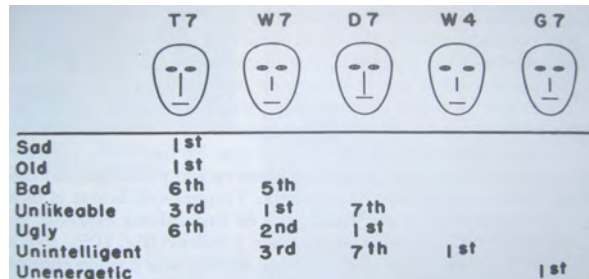 T7 W7 D7 W4 G7
Sad 1st
Old 1st
Bad 6th 5th
Unlikeable 3rd 1st 7th
Ugly 6th 2nd 1st
Unintelligent 3rd 7th 1st
Unenergetic 1st